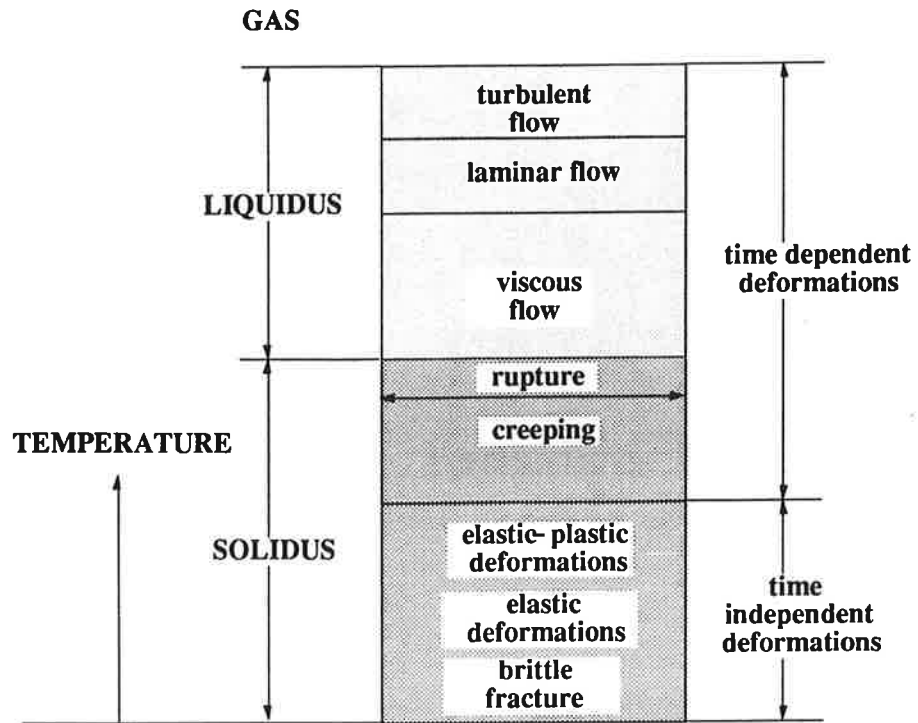 GAS
turbulent
flow
laminar flow
LIQUIDUS
time dependent
deformations
viscous
flow
rupture
creeping
TEMPERATURE
SOLIDUS
elastic-plastic
deformations
elastic
deformations
brittle
fracture
time
independent
deformations